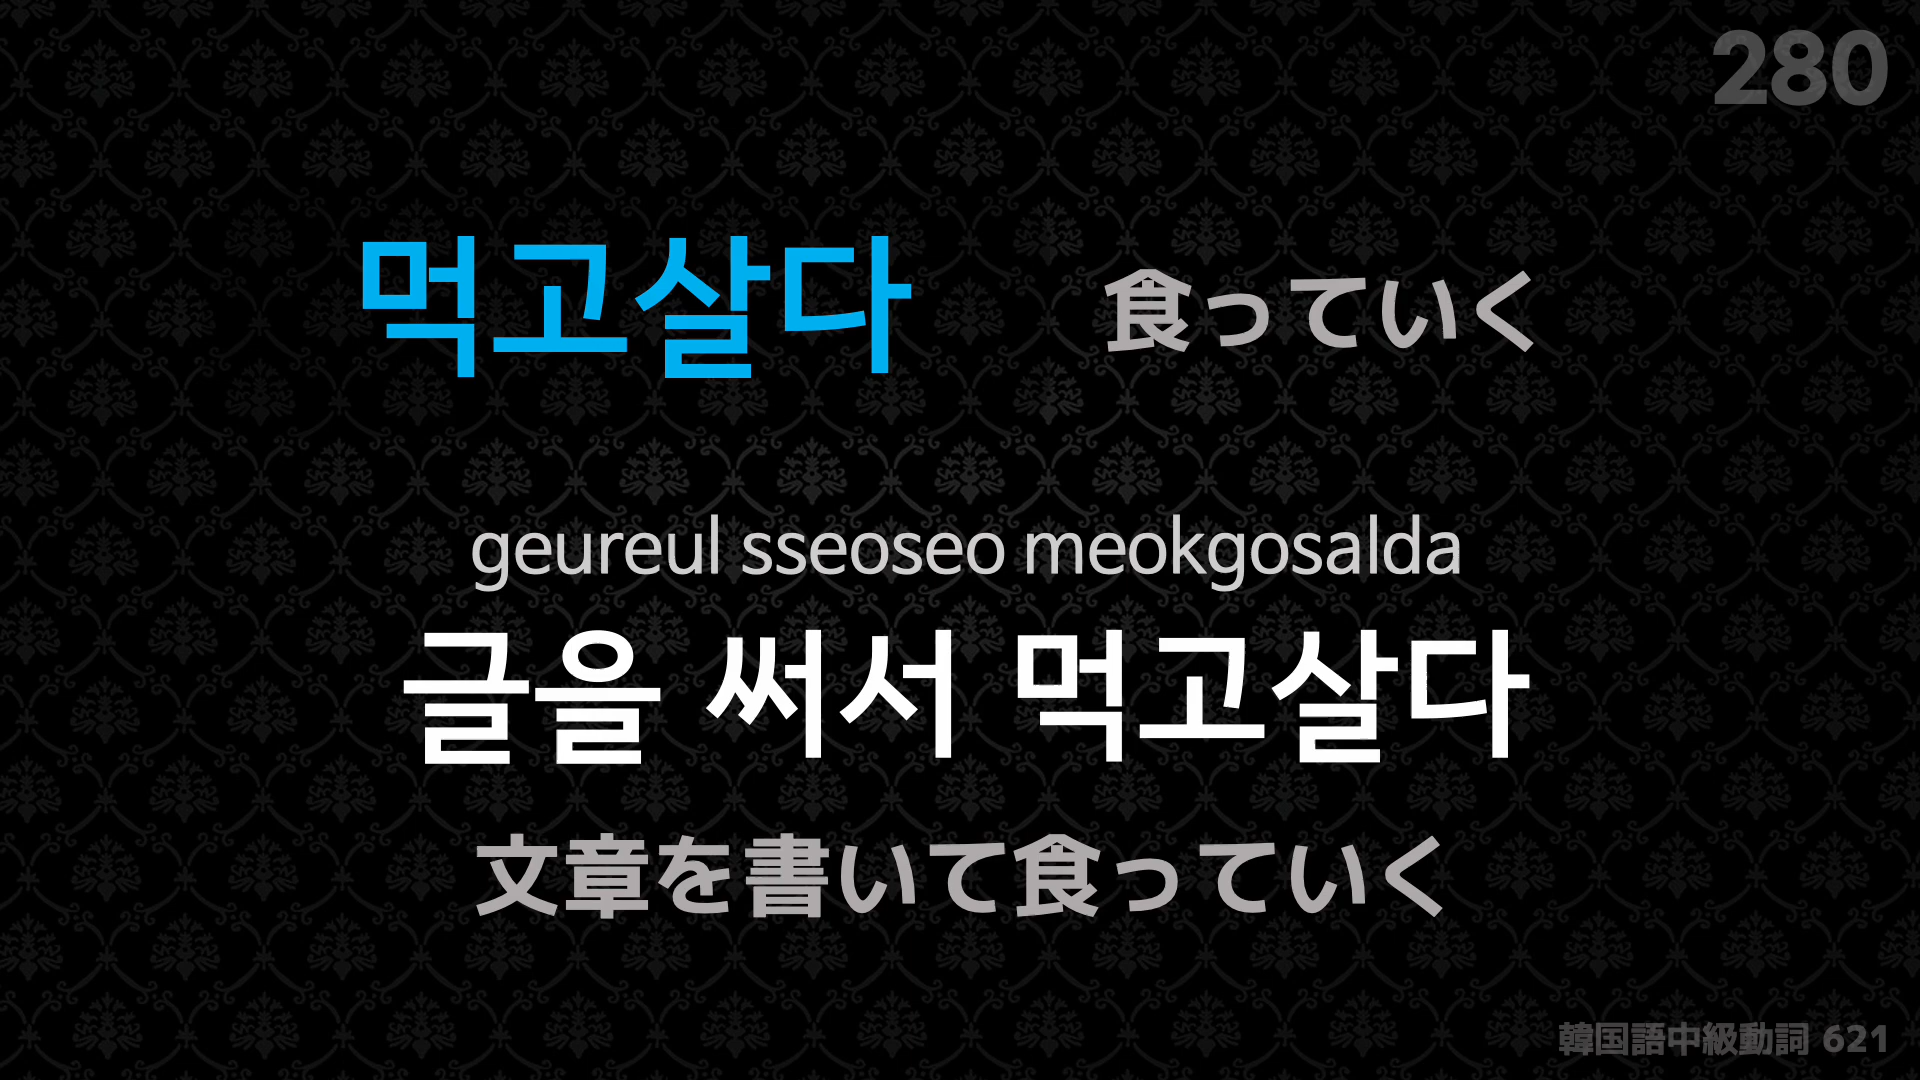 280
먹고살다 食っていく
geureul sseoseo meokgosalda
글을 써서 먹고살다
文章を書いて食っていく
韓国語中級動詞 621